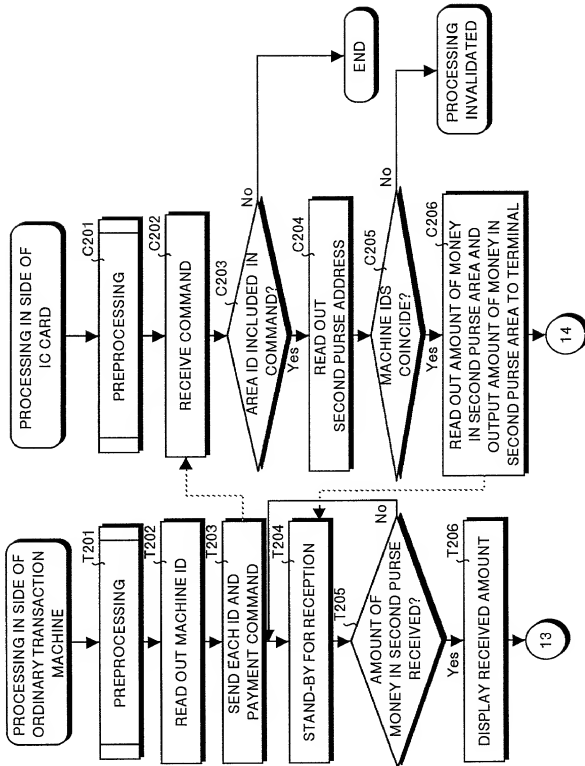 PROCESSING IN SIDE OF
ORDINARY TRANSACTION
MACHINE
T201
PREPROCESSING
T202
READ OUT MACHINE ID
T203
SEND EACH ID AND
PAYMENT COMMAND
T204
STAND-BY FOR RECEPTION
T205
AMOUNT OF
MONEY IN SECOND PURSE
RECEIVED?
No
Yes
T206
DISPLAY RECEIVED AMOUNT
13
PROCESSING IN SIDE OF
IC CARD
C201
PREPROCESSING
C202
RECEIVE COMMAND
C203
AREA ID INCLUDED IN
COMMAND?
No
END
Yes
C204
READ OUT
SECOND PURSE ADDRESS
C205
MACHINE IDS
COINCIDE?
No
PROCESSING
INVALIDATED
Yes
C206
READ OUT AMOUNT OF MONEY
IN SECOND PURSE AREA AND
OUTPUT AMOUNT OF MONEY IN
SECOND PURSE AREA TO TERMINAL
14